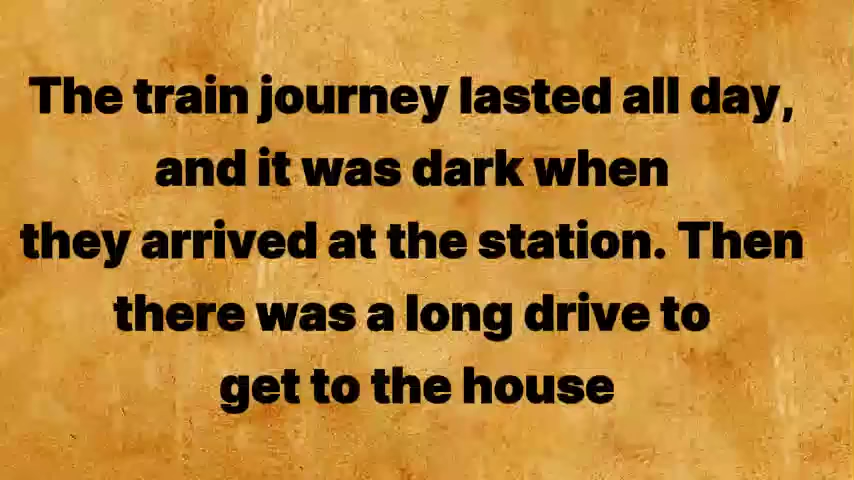 The train journey lasted all day,
and it was dark when
they arrived at the station. Then
there was a long drive to
get to the house